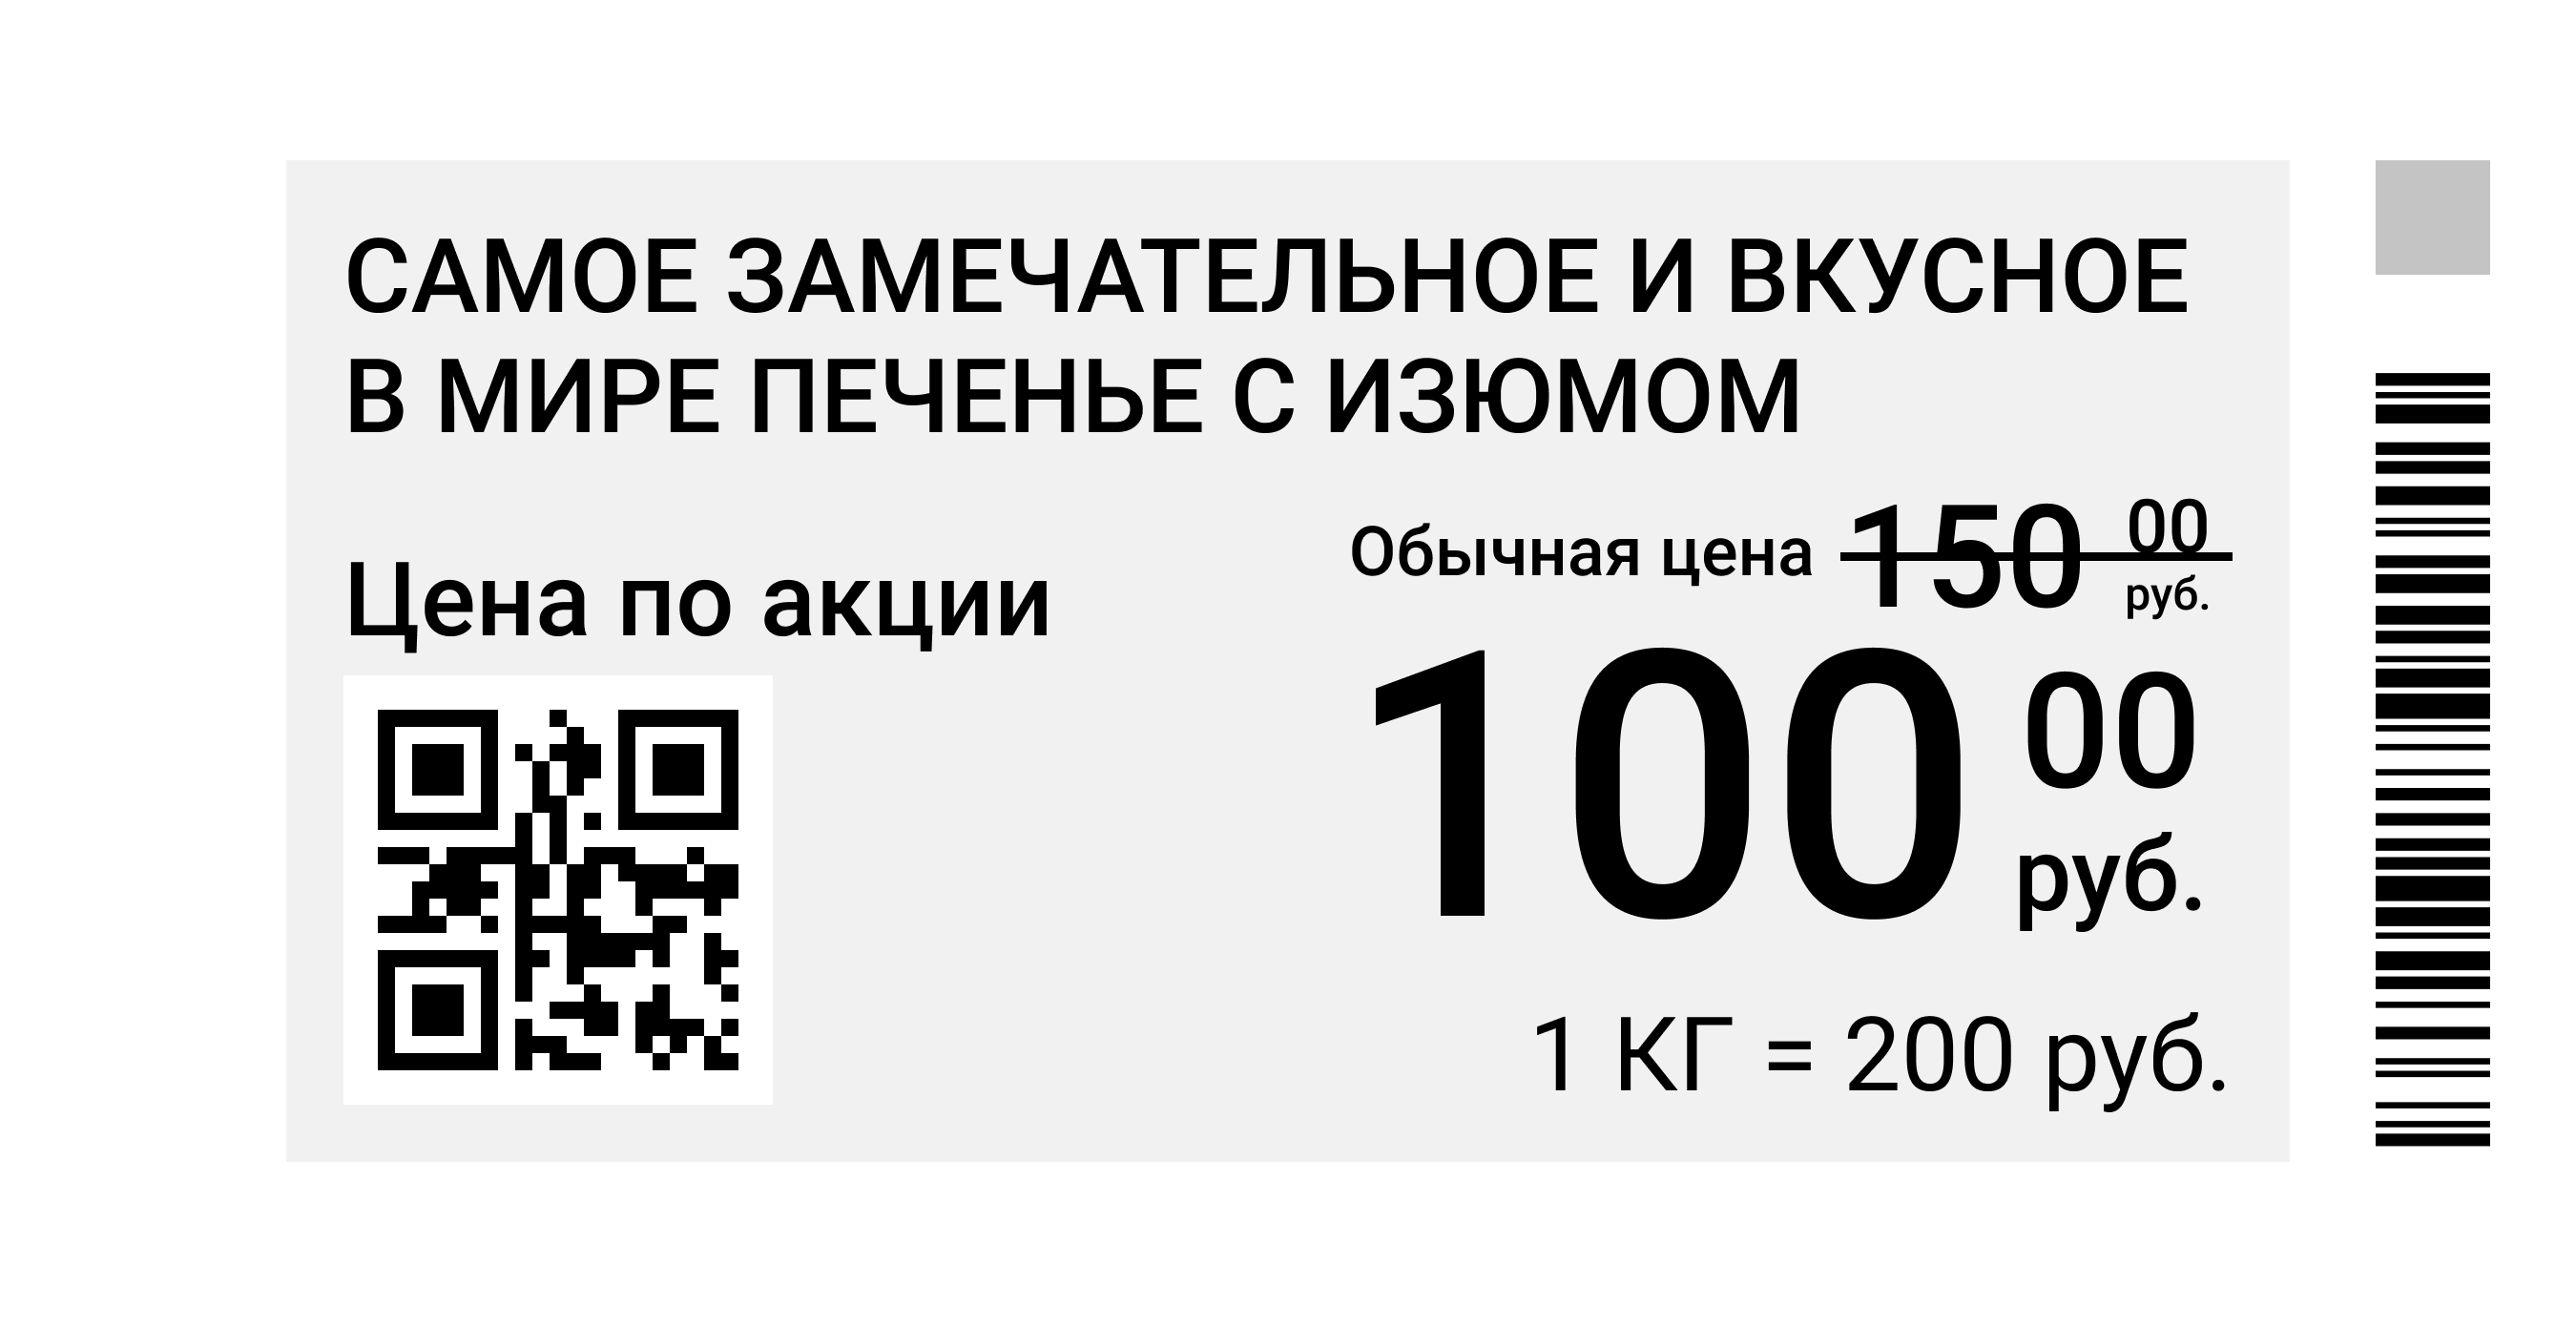 САМОЕ ЗАМЕЧАТЕЛЬНОЕ И ВКУСНОЕ
В МИРЕ ПЕЧЕНЬЕ С ИЗЮМОМ
Обычная цена 150 00 руб.
Цена по акции
100 00 руб.
1 КГ = 200 руб.